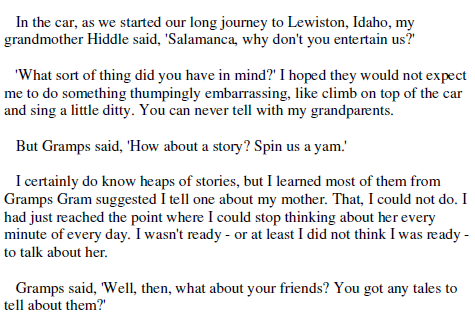 In the car, as we started our long journey to Lewiston, Idaho, my
grandmother Hiddle said, 'Salamanca, why don't you entertain us?'
'What sort of thing did you have in mind?' I hoped they would not expect
me to do something thumpingly embarrassing, like climb on top of the car
and sing a little ditty. You can never tell with my grandparents.
But Gramps said, 'How about a story? Spin us a yam.'
I certainly do know heaps of stories, but I learned most of them from
Gramps Gram suggested I tell one about my mother. That, I could not do. I
had just reached the point where I could stop thinking about her every
minute of every day. I wasn't ready - or at least I did not think I was ready -
to talk about her.
Gramps said, 'Well, then, what about your friends? You got any tales to
tell about them?'